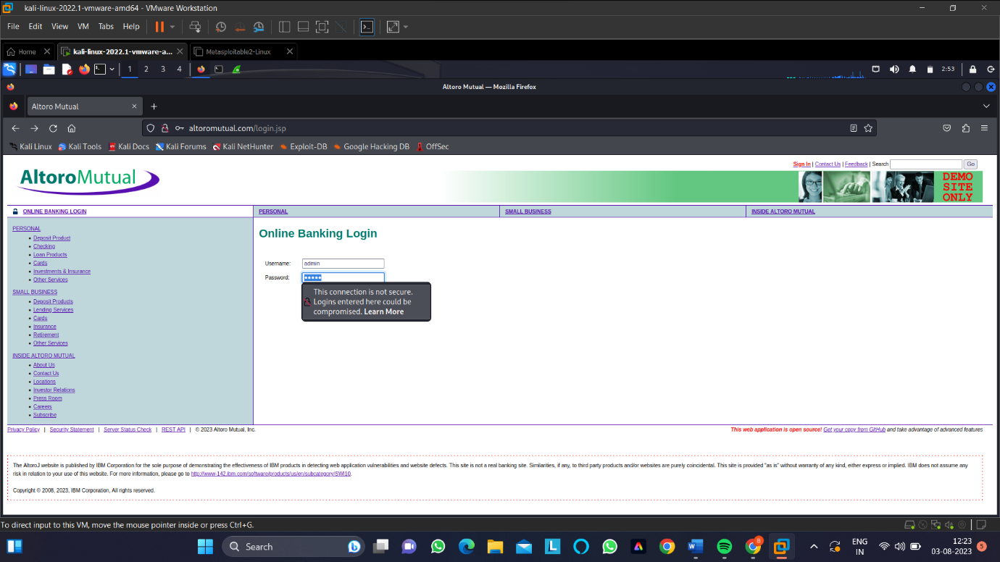 kali-linux-2022.1-vmware-amd64 - VMware Workstation
File Edit View VM Tabs Help
Home kali-linux-2022.1-vmware-a... Metasploitable2-Linux
1 2 3 4 2:53
Altoro Mutual — Mozilla Firefox
Altoro Mutual
altoromutual.com/login.jsp
Kali Linux Kali Tools Kali Docs Kali Forums Kali NetHunter Exploit-DB Google Hacking DB OffSec
Sign In | Contact Us | Feedback | Search Go
AltoroMutual
DEMO
SITE
ONLY
ONLINE BANKING LOGIN PERSONAL SMALL BUSINESS INSIDE ALTORO MUTUAL
PERSONAL
• Deposit Product
• Checking
• Loan Products
• Cards
• Investments & Insurance
• Other Services
SMALL BUSINESS
• Deposit Products
• Lending Services
• Cards
• Insurance
• Retirement
• Other Services
INSIDE ALTORO MUTUAL
• About Us
• Contact Us
• Locations
• Investor Relations
• Press Room
• Careers
• Subscribe
Online Banking Login
Username: admin
Password: •••••
This connection is not secure.
Logins entered here could be
compromised. Learn More
Privacy Policy | Security Statement | Server Status Check | REST API | © 2023 Altoro Mutual, Inc.
This web application is open source! Get your copy from GitHub and take advantage of advanced features
The AltoroJ website is published by IBM Corporation for the sole purpose of demonstrating the effectiveness of IBM products in detecting web application vulnerabilities and website defects. This site is not a real banking site. Similarities, if any, to third party products and/or websites are purely coincidental. This site is provided "as is" without warranty of any kind, either express or implied. IBM does not assume any
risk in relation to your use of this website. For more information, please go to http://www-142.ibm.com/software/products/us/en/subcategory/SWI10.
Copyright © 2008, 2023, IBM Corporation, All rights reserved.
To direct input to this VM, move the mouse pointer inside or press Ctrl+G.
Search
8
ENG
IN
12:23
03-08-2023
5